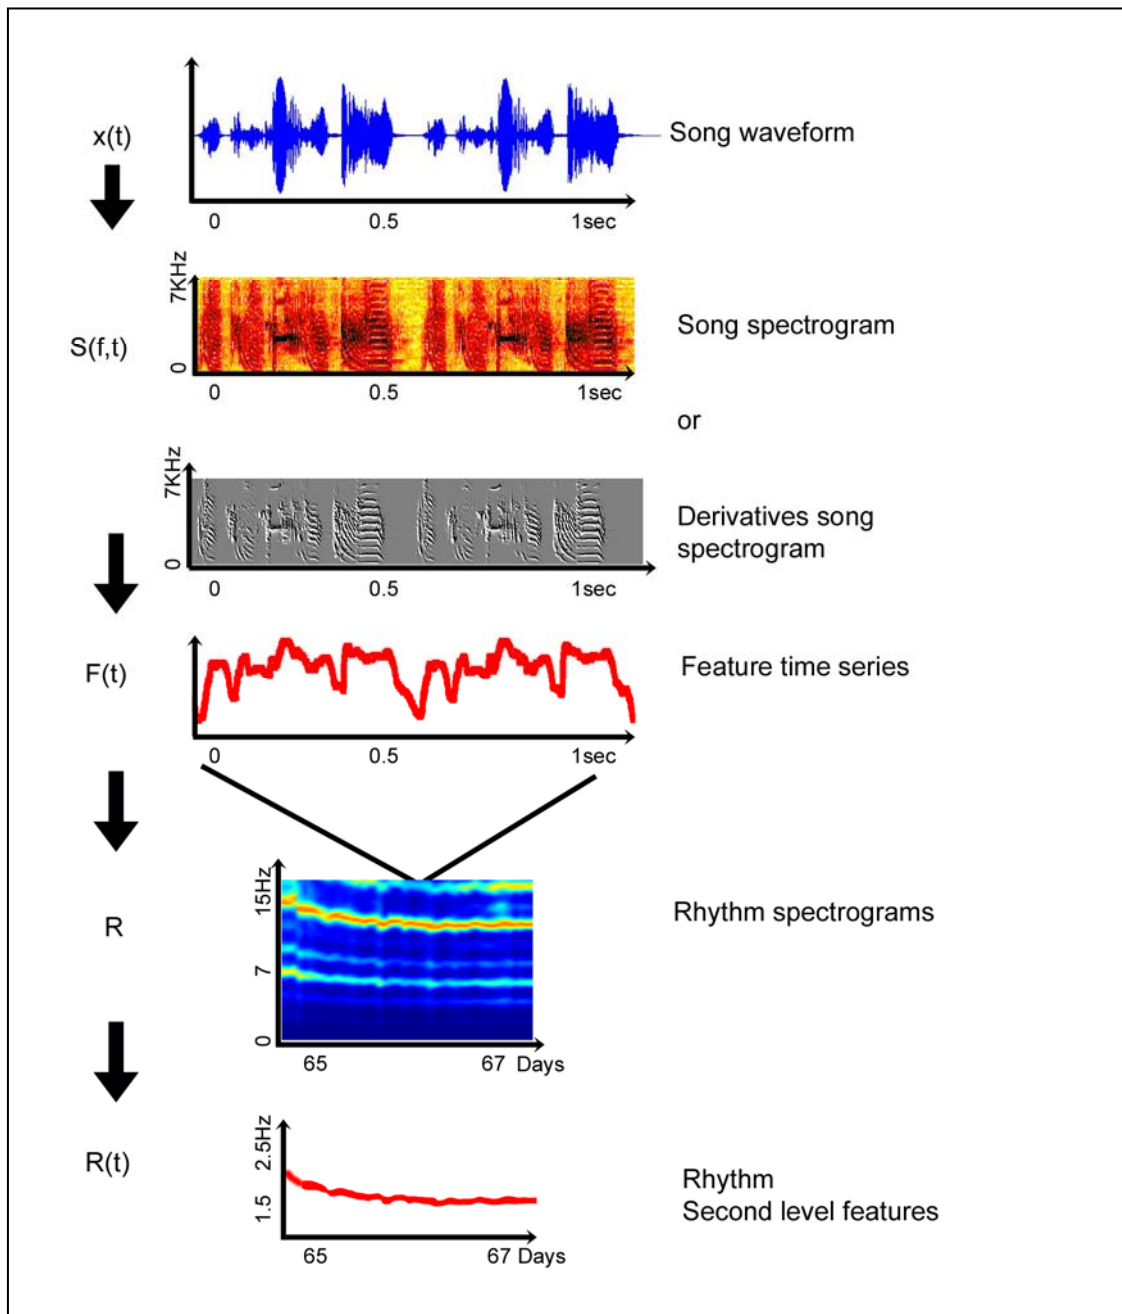 x(t)
Song waveform
0 0.5 1sec
7KHz
0
S(f,t)
Song spectrogram
0 0.5 1sec
or
7KHz
0
Derivatives song
spectrogram
0 0.5 1sec
F(t)
Feature time series
0 0.5 1sec
15Hz
7
0
R
Rhythm spectrograms
65 67 Days
2.5Hz
1.5
R(t)
Rhythm
Second level features
65 67 Days